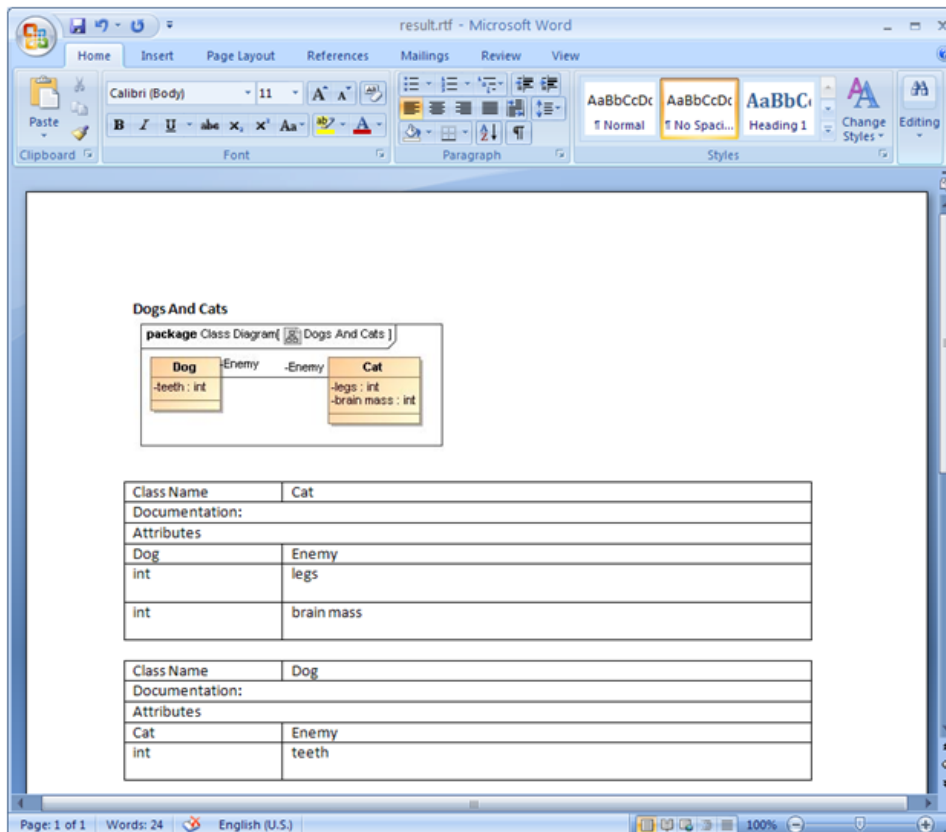 result.rtf - Microsoft Word
Home Insert Page Layout References Mailings Review View
Paste
Clipboard
Calibri (Body) 11
B I U abc x₂ x² Aa A
Font
Paragraph
AaBbCcDc AaBbCcDc AaBbC
¶ Normal ¶ No Spaci... Heading 1
Change Styles
Styles
Editing
Dogs And Cats
package Class Diagram[ Dogs And Cats ]
Dog -Enemy -Enemy Cat
-teeth : int -legs : int
-brain mass : int
Class Name Cat
Documentation:
Attributes
Dog Enemy
int legs
int brain mass
Class Name Dog
Documentation:
Attributes
Cat Enemy
int teeth
Page: 1 of 1 Words: 24 English (U.S.) 100%